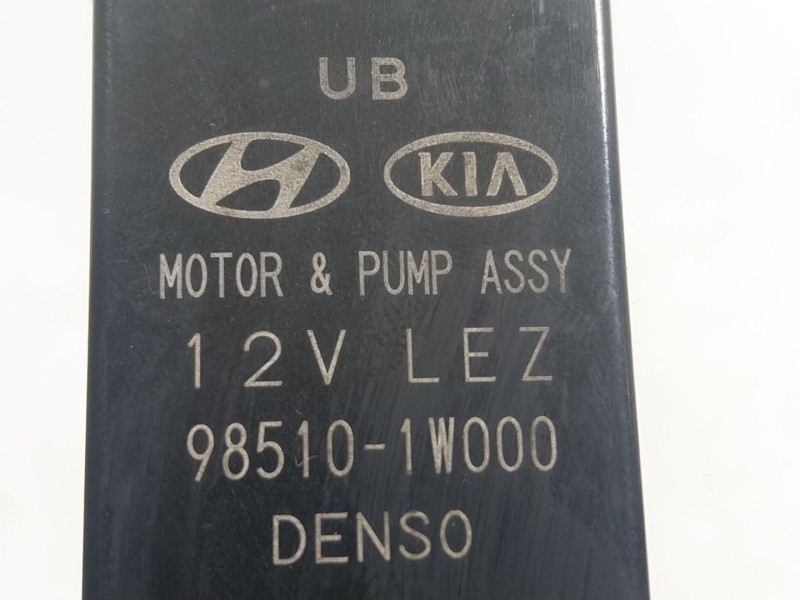 UB
KIA
MOTOR & PUMP ASSY
12V LEZ
98510-1W000
DENSO